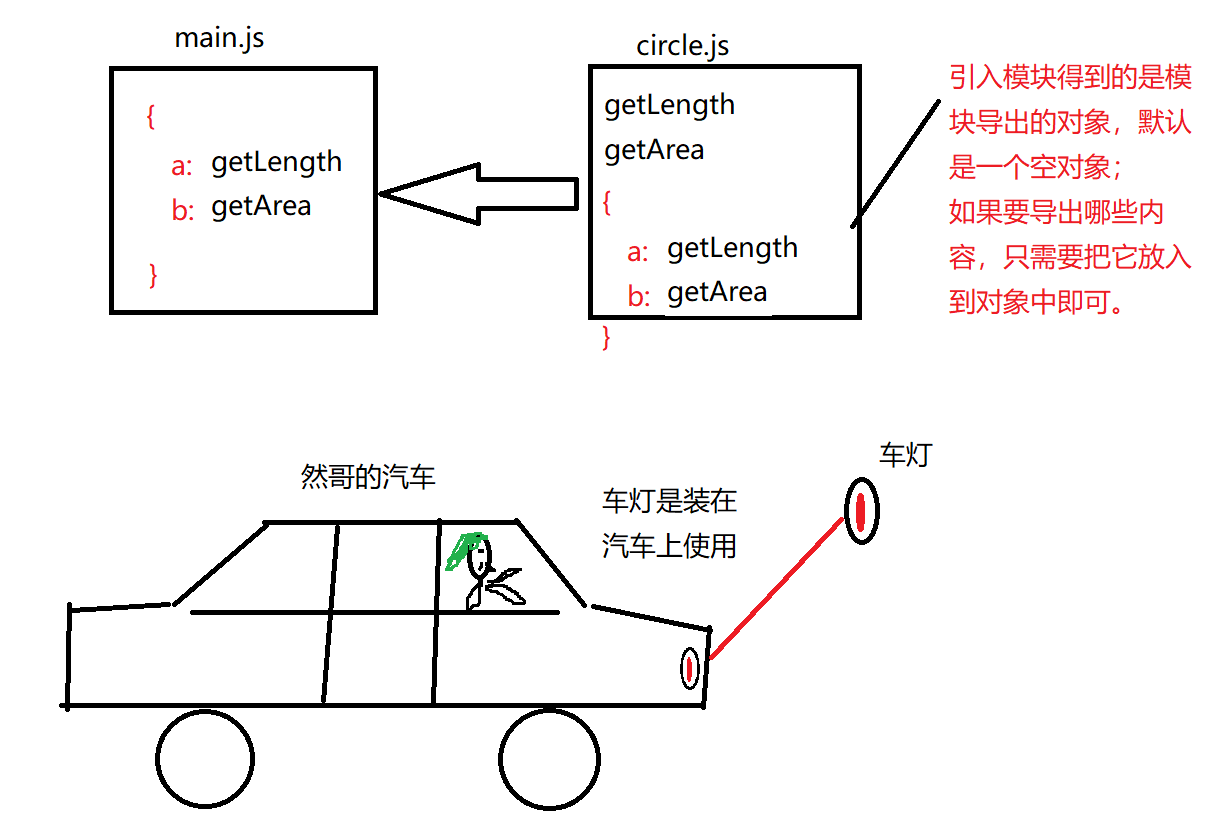 main.js
{
a: getLength
b: getArea
}
circle.js
getLength
getArea
{
a: getLength
b: getArea
}
引入模块得到的是模
块导出的对象，默认
是一个空对象；
如果要导出哪些内
容，只需要把它放入
到对象中即可。
然哥的汽车
车灯是装在
汽车上使用
车灯